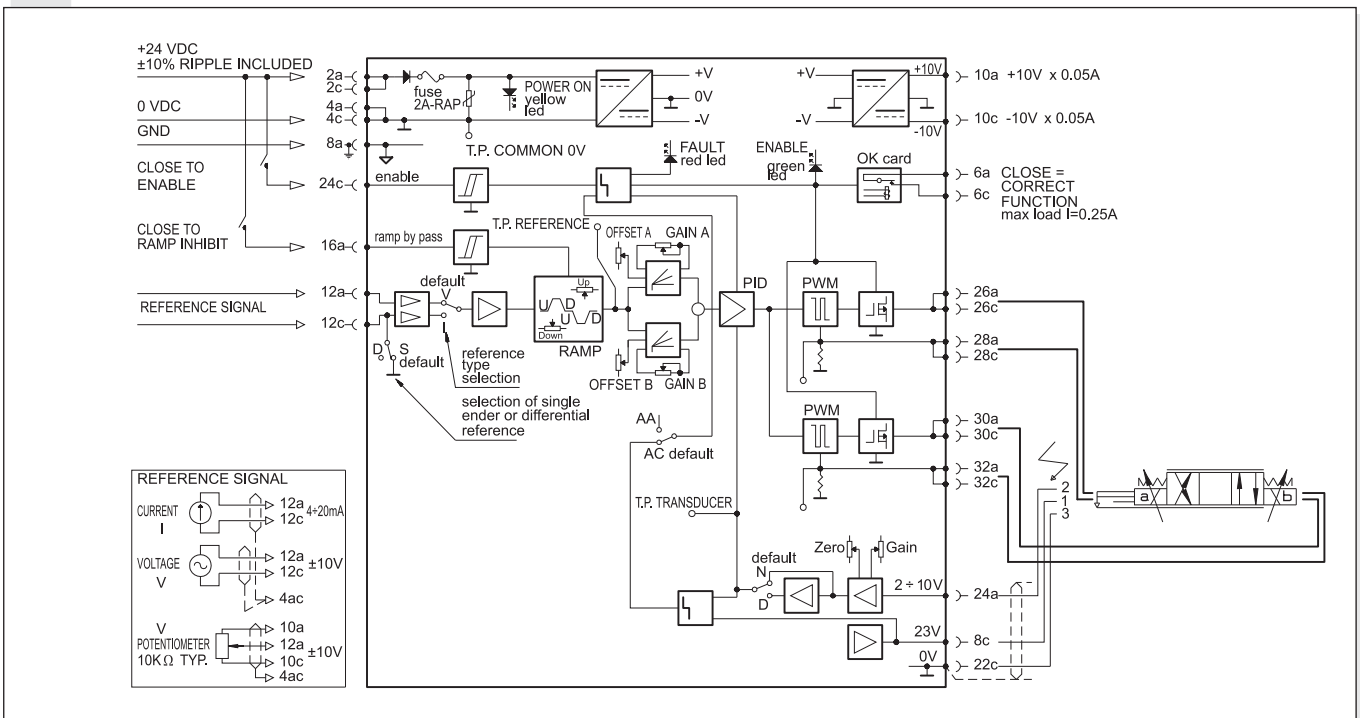 +24 VDC
±10% RIPPLE INCLUDED
2a
2c
fuse
2A-RAP
POWER ON
yellow
led
+V
0V
-V
+V
-V
+10V
-10V
10a +10V x 0.05A
10c -10V x 0.05A
0 VDC
4a
4c
GND
8a
T.P. COMMON 0V
CLOSE TO
ENABLE
24c
enable
FAULT
red led
ENABLE
green
led
OK card
6a
6c
CLOSE =
CORRECT
FUNCTION
max load I=0.25A
CLOSE TO
RAMP INHIBIT
16a
ramp by pass
T.P. REFERENCE
OFFSET A
GAIN A
REFERENCE SIGNAL
12a
12c
default
V
I
D
S
default
Up
U D
U D
Down
RAMP
reference
type
selection
selection of single
ender or differential
reference
OFFSET B
GAIN B
PID
PWM
26a
26c
28a
28c
PWM
30a
30c
32a
32c
AA
AC default
T.P. TRANSDUCER
2
1
3
a
b
default
N
D
Zero
Gain
2 ÷ 10V
24a
23V
8c
0V
22c
REFERENCE SIGNAL
CURRENT
I
12a
12c
4÷20mA
VOLTAGE
V
12a
12c
±10V
4ac
V
POTENTIOMETER
10KΩ TYP.
10a
12a
10c
4ac
±10V